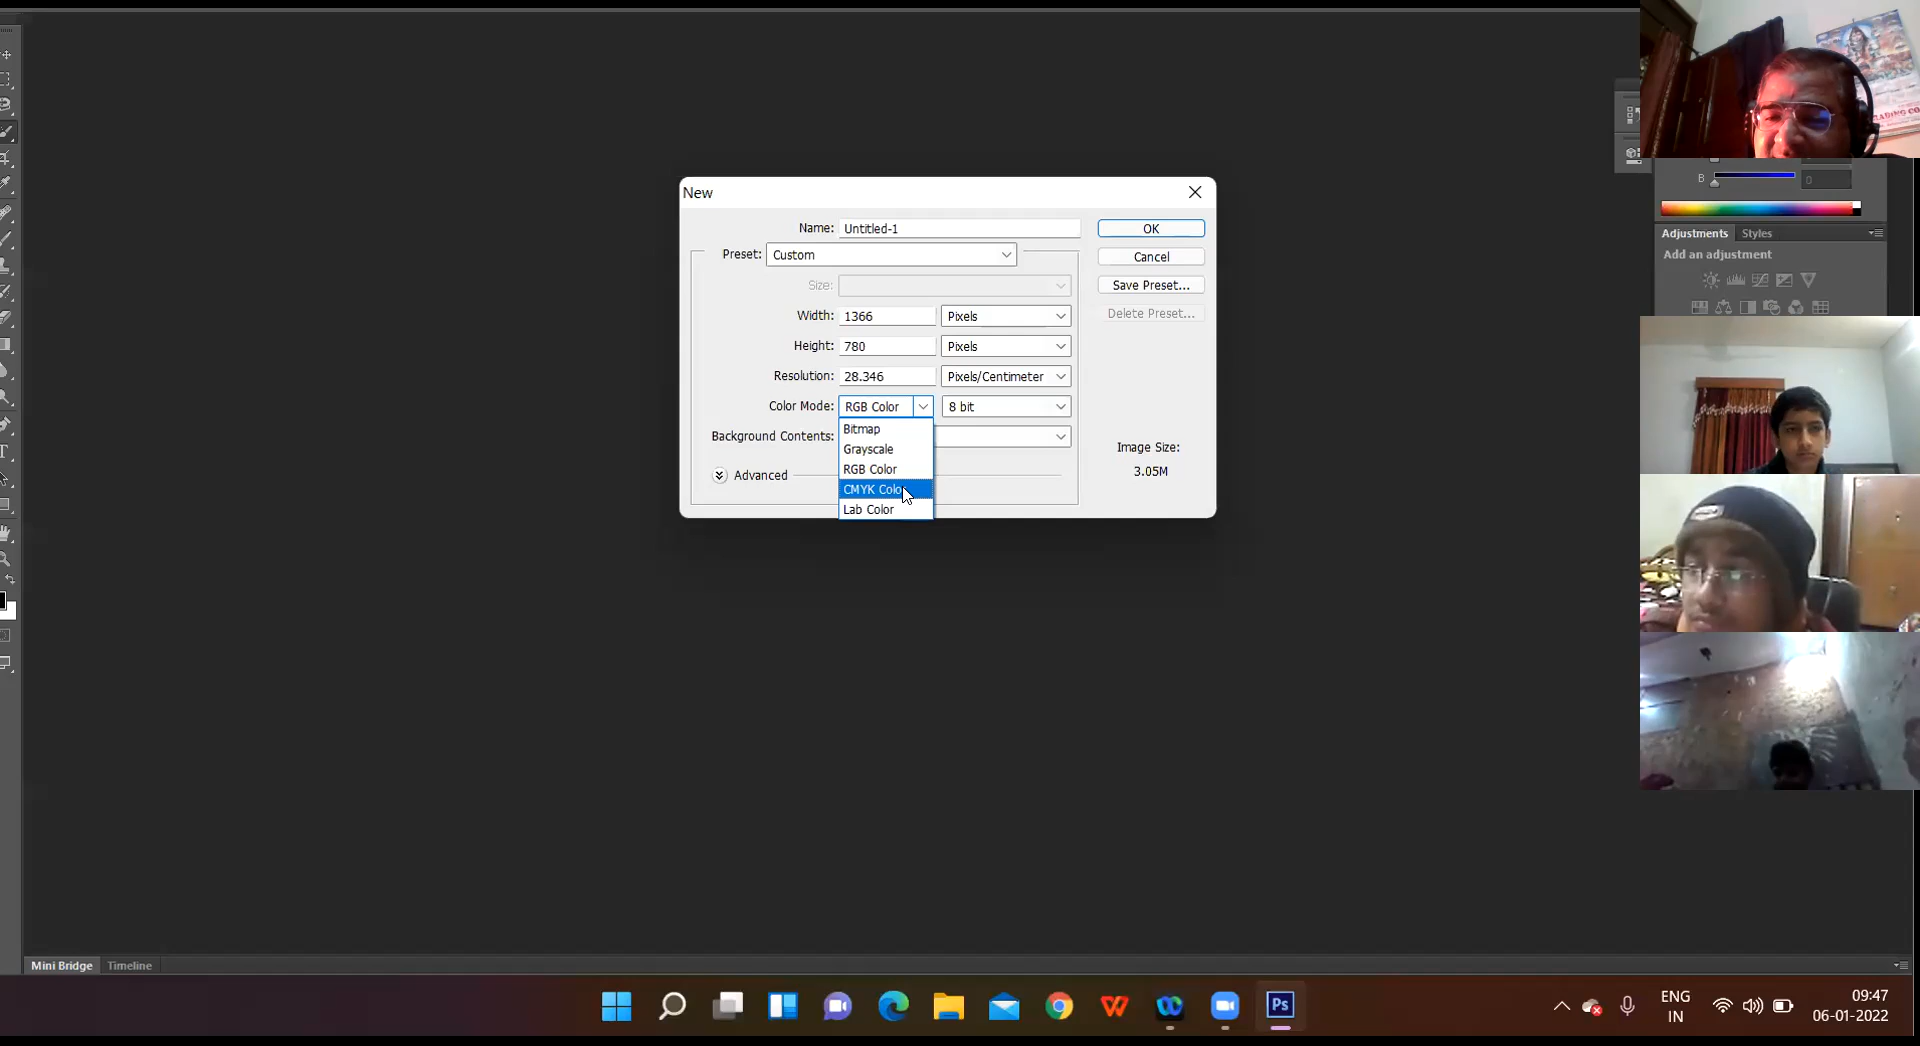 New
Name: Untitled-1
OK
Preset: Custom
Cancel
Size:
Save Preset...
Width: 1366 Pixels
Delete Preset...
Height: 780 Pixels
Resolution: 28.346 Pixels/Centimeter
Color Mode: RGB Color 8 bit
Bitmap
Background Contents:
Grayscale
RGB Color
Advanced
CMYK Color
Lab Color
Image Size:
3.05M
B 0
Adjustments Styles
Add an adjustment
Mini Bridge Timeline
Ps
ENG
IN
09:47
06-01-2022